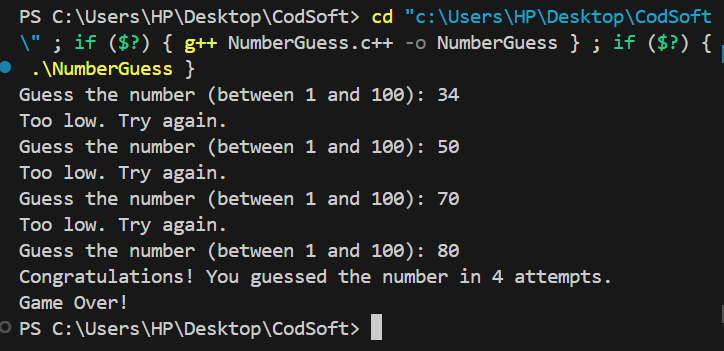 PS C:\Users\HP\Desktop\CodSoft> cd "c:\Users\HP\Desktop\CodSoft
\" ; if ($?) { g++ NumberGuess.c++ -o NumberGuess } ; if ($?) {
.\NumberGuess }
Guess the number (between 1 and 100): 34
Too low. Try again.
Guess the number (between 1 and 100): 50
Too low. Try again.
Guess the number (between 1 and 100): 70
Too low. Try again.
Guess the number (between 1 and 100): 80
Congratulations! You guessed the number in 4 attempts.
Game Over!
PS C:\Users\HP\Desktop\CodSoft>